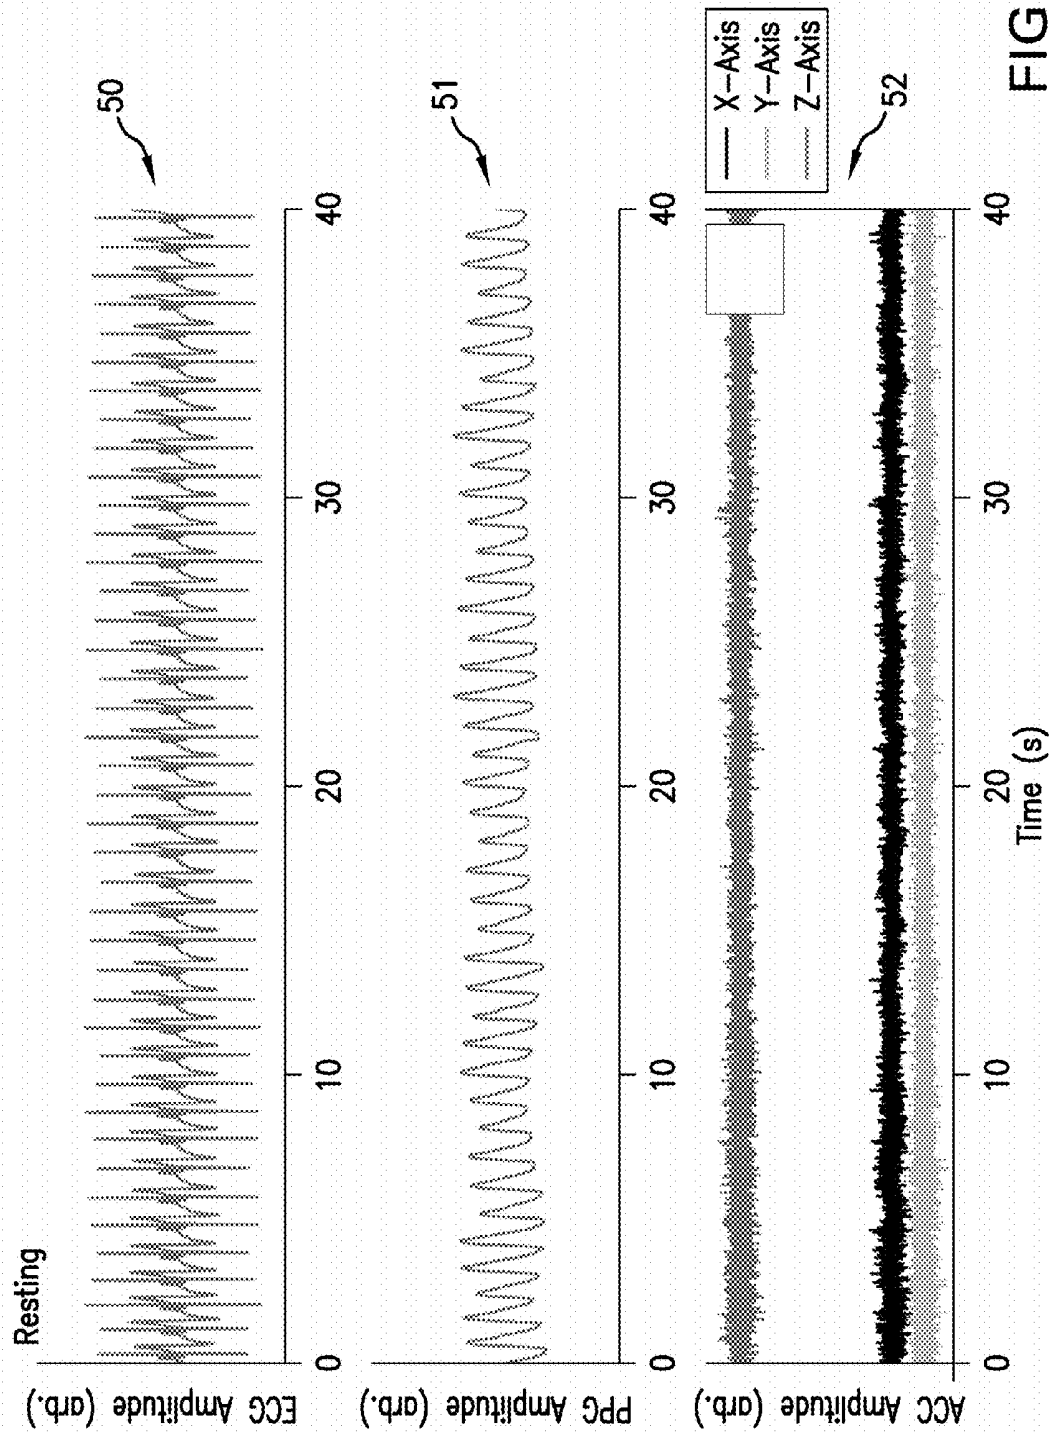 Resting
ECG Amplitude (arb.)
50
0
10
20
30
40
PPG Amplitude (arb.)
51
0
10
20
30
40
ACC Amplitude (arb.)
X-Axis
Y-Axis
Z-Axis
52
0
10
20
30
40
Time (s)
FIG